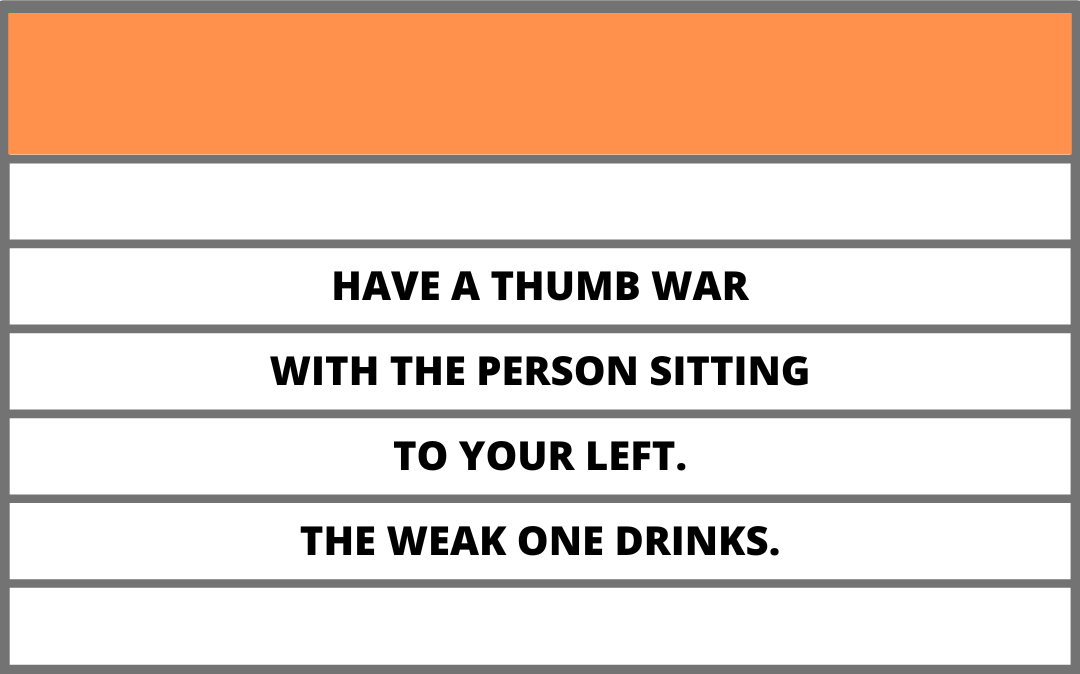 HAVE A THUMB WAR
WITH THE PERSON SITTING
TO YOUR LEFT.
THE WEAK ONE DRINKS.